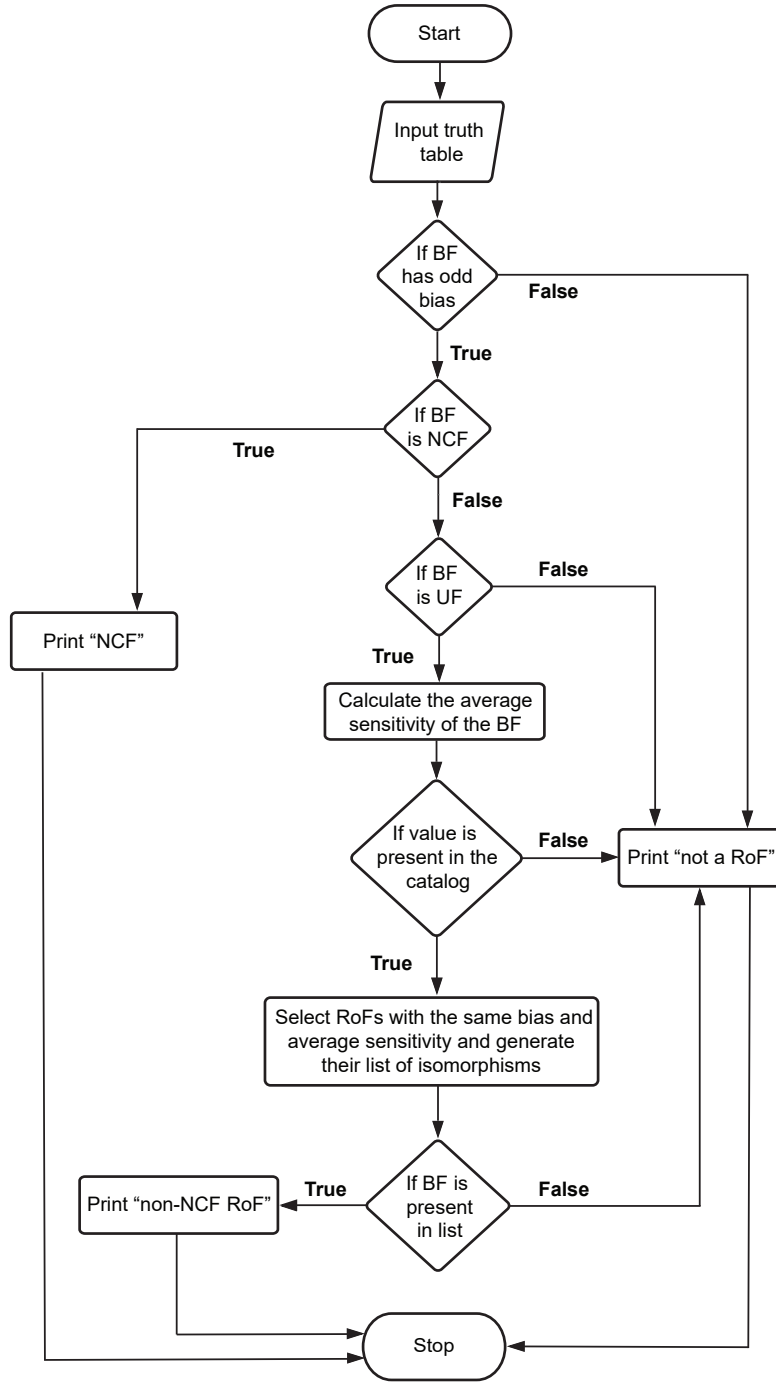 Start
Input truth
table
If BF
has odd
bias
False
True
If BF
is NCF
True
False
If BF
is UF
False
Print “NCF”
True
Calculate the average
sensitivity of the BF
If value is
present in the
catalog
False
Print “not a RoF”
True
Select RoFs with the same bias and
average sensitivity and generate
their list of isomorphisms
If BF is
present
in list
True
False
Print “non-NCF RoF”
Stop